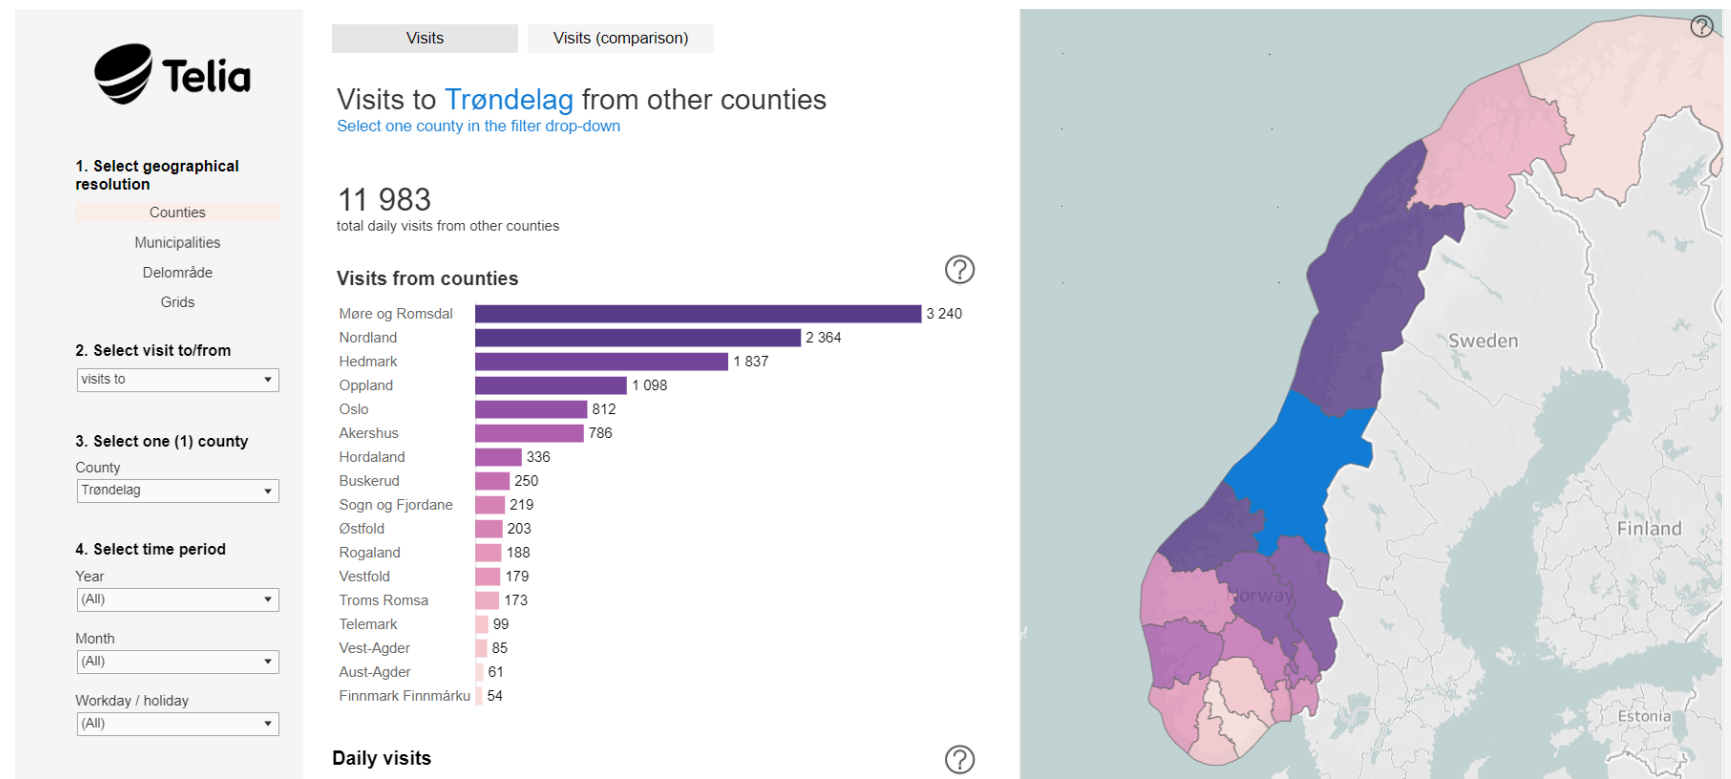 Telia
1. Select geographical
resolution
Counties
Municipalities
Delområde
Grids
2. Select visit to/from
visits to
3. Select one (1) county
County
Trøndelag
4. Select time period
Year
(All)
Month
(All)
Workday / holiday
(All)
Visits
Visits (comparison)
Visits to Trøndelag from other counties
Select one county in the filter drop-down
11 983
total daily visits from other counties
Visits from counties
?
Møre og Romsdal 3 240
Nordland 2 364
Hedmark 1 837
Oppland 1 098
Oslo 812
Akershus 786
Hordaland 336
Buskerud 250
Sogn og Fjordane 219
Østfold 203
Rogaland 188
Vestfold 179
Troms Romsa 173
Telemark 99
Vest-Agder 85
Aust-Agder 61
Finnmark Finnmárku 54
Daily visits
?
?
Sweden
Finland
Norway
Estonia